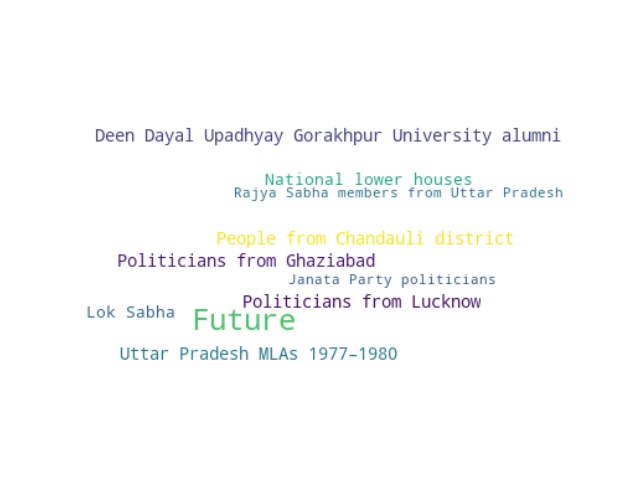 Deen Dayal Upadhyay Gorakhpur University alumni
National lower houses
Rajya Sabha members from Uttar Pradesh
People from Chandauli district
Politicians from Ghaziabad
Janata Party politicians
Politicians from Lucknow
Lok Sabha
Future
Uttar Pradesh MLAs 1977–1980